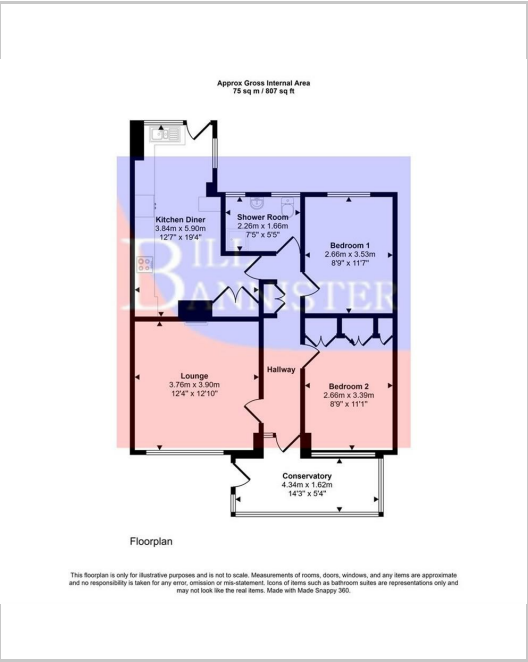 Approx Gross Internal Area
75 sq m / 807 sq ft
Kitchen Diner
3.84m x 5.90m
12'7" x 19'4"
Shower Room
2.26m x 1.66m
7'5" x 5'5"
Bedroom 1
2.66m x 3.53m
8'9" x 11'7"
BILL
BANNISTER
Lounge
3.76m x 3.90m
12'4" x 12'10"
Hallway
Bedroom 2
2.66m x 3.39m
8'9" x 11'1"
Conservatory
4.34m x 1.62m
14'3" x 5'4"
Floorplan
This floorplan is only for illustrative purposes and is not to scale. Measurements of rooms, doors, windows, and any items are approximate
and no responsibility is taken for any error, omission or mis-statement. Icons of items such as bathroom suites are representations only and
may not look like the real items. Made with Made Snappy 360.